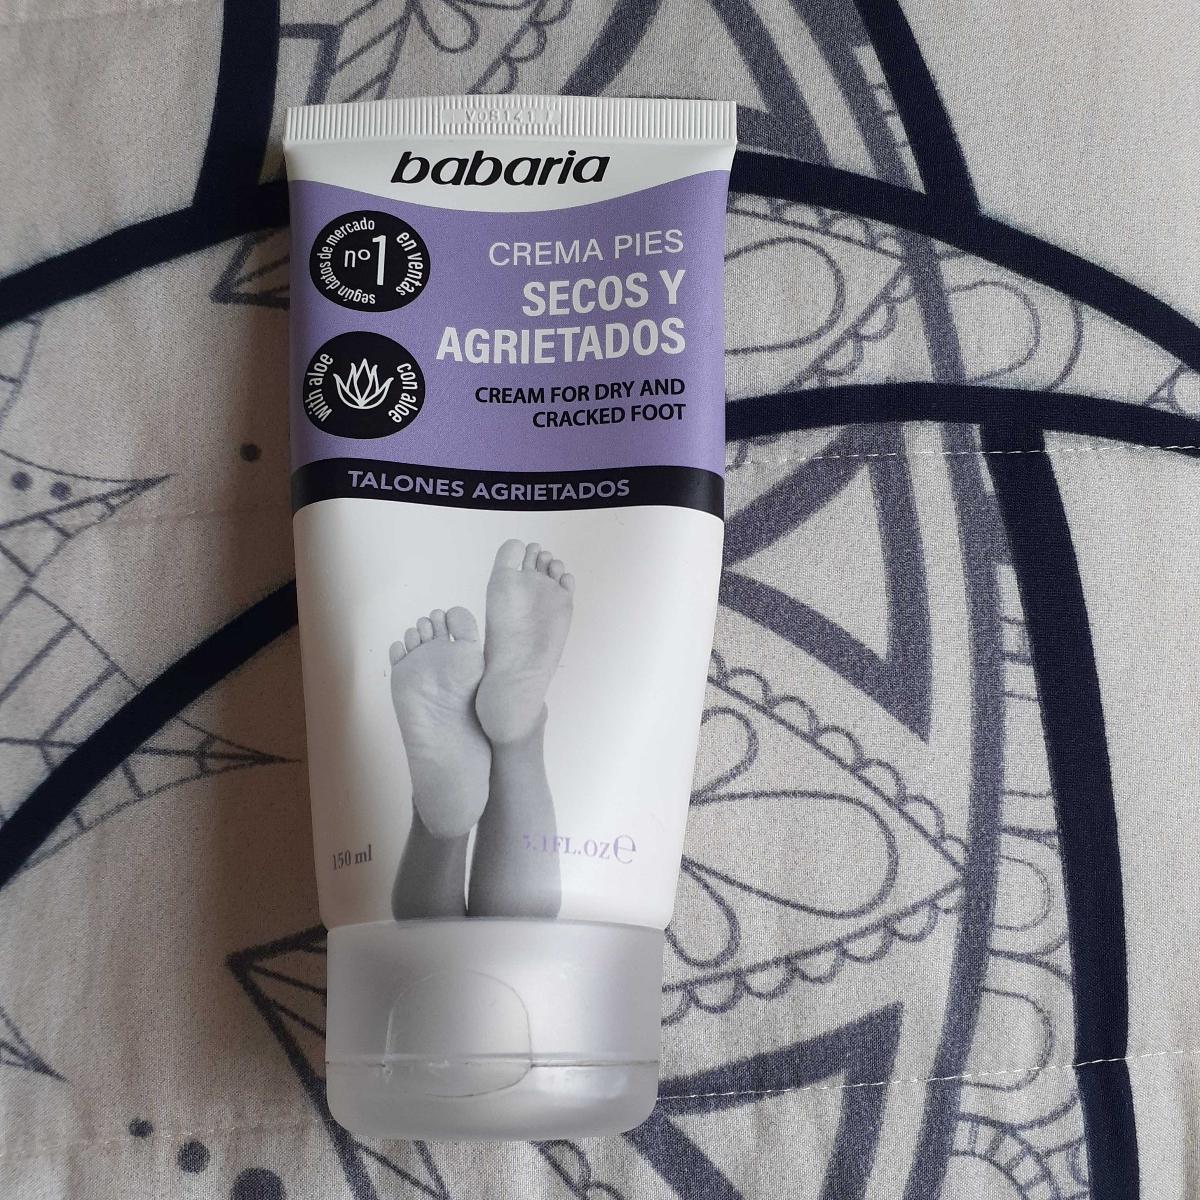 babaria
nº1
en ventas
según datos de mercado
CREMA PIES
SECOS Y
AGRIETADOS
with aloe
con aloe
CREAM FOR DRY AND
CRACKED FOOT
TALONES AGRIETADOS
150 ml
5.1FL.OZ℮